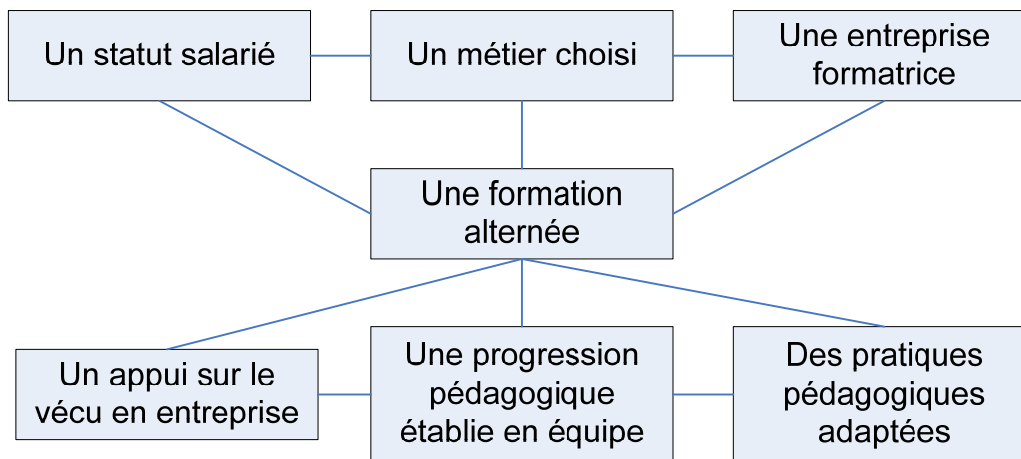 Un statut salarié
Un métier choisi
Une entreprise
formatrice
Une formation
alternée
Un appui sur le
vécu en entreprise
Une progression
pédagogique
établie en équipe
Des pratiques
pédagogiques
adaptées